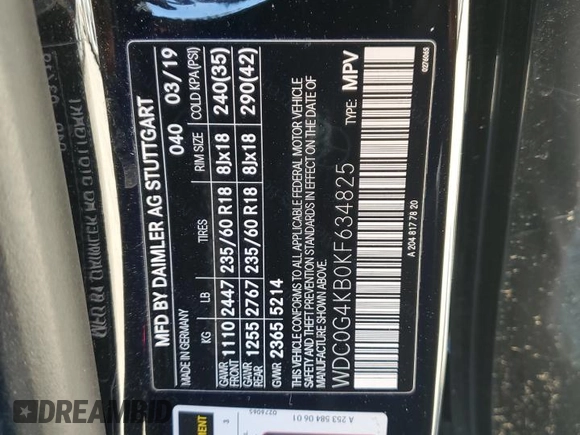 MFD BY DAIMLER AG STUTTGART
MADE IN GERMANY 040 03/19
KG LB TIRES RIM SIZE COLD KPA (PSI)
GAWR FRONT 1110 2447 235/60 R18 8Jx18 240(35)
GAWR REAR 1255 2767 235/60 R18 8Jx18 290(42)
GVWR 2365 5214
THIS VEHICLE CONFORMS TO ALL APPLICABLE FEDERAL MOTOR VEHICLE
SAFETY AND THEFT PREVENTION STANDARDS IN EFFECT ON THE DATE OF
MANUFACTURE SHOWN ABOVE.
WDC0G4KB0KF634825 TYPE: MPV
A 204 817 78 20 0276065
A 253 584 06 01
0276065
3
DREAMBID